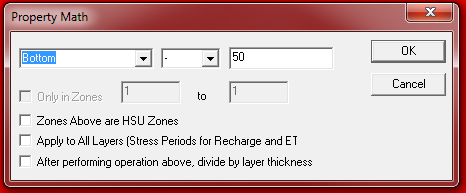 Property Math
Bottom - 50 OK
Only in Zones 1 to 1 Cancel
Zones Above are HSU Zones
Apply to All Layers (Stress Periods for Recharge and ET
After performing operation above, divide by layer thickness